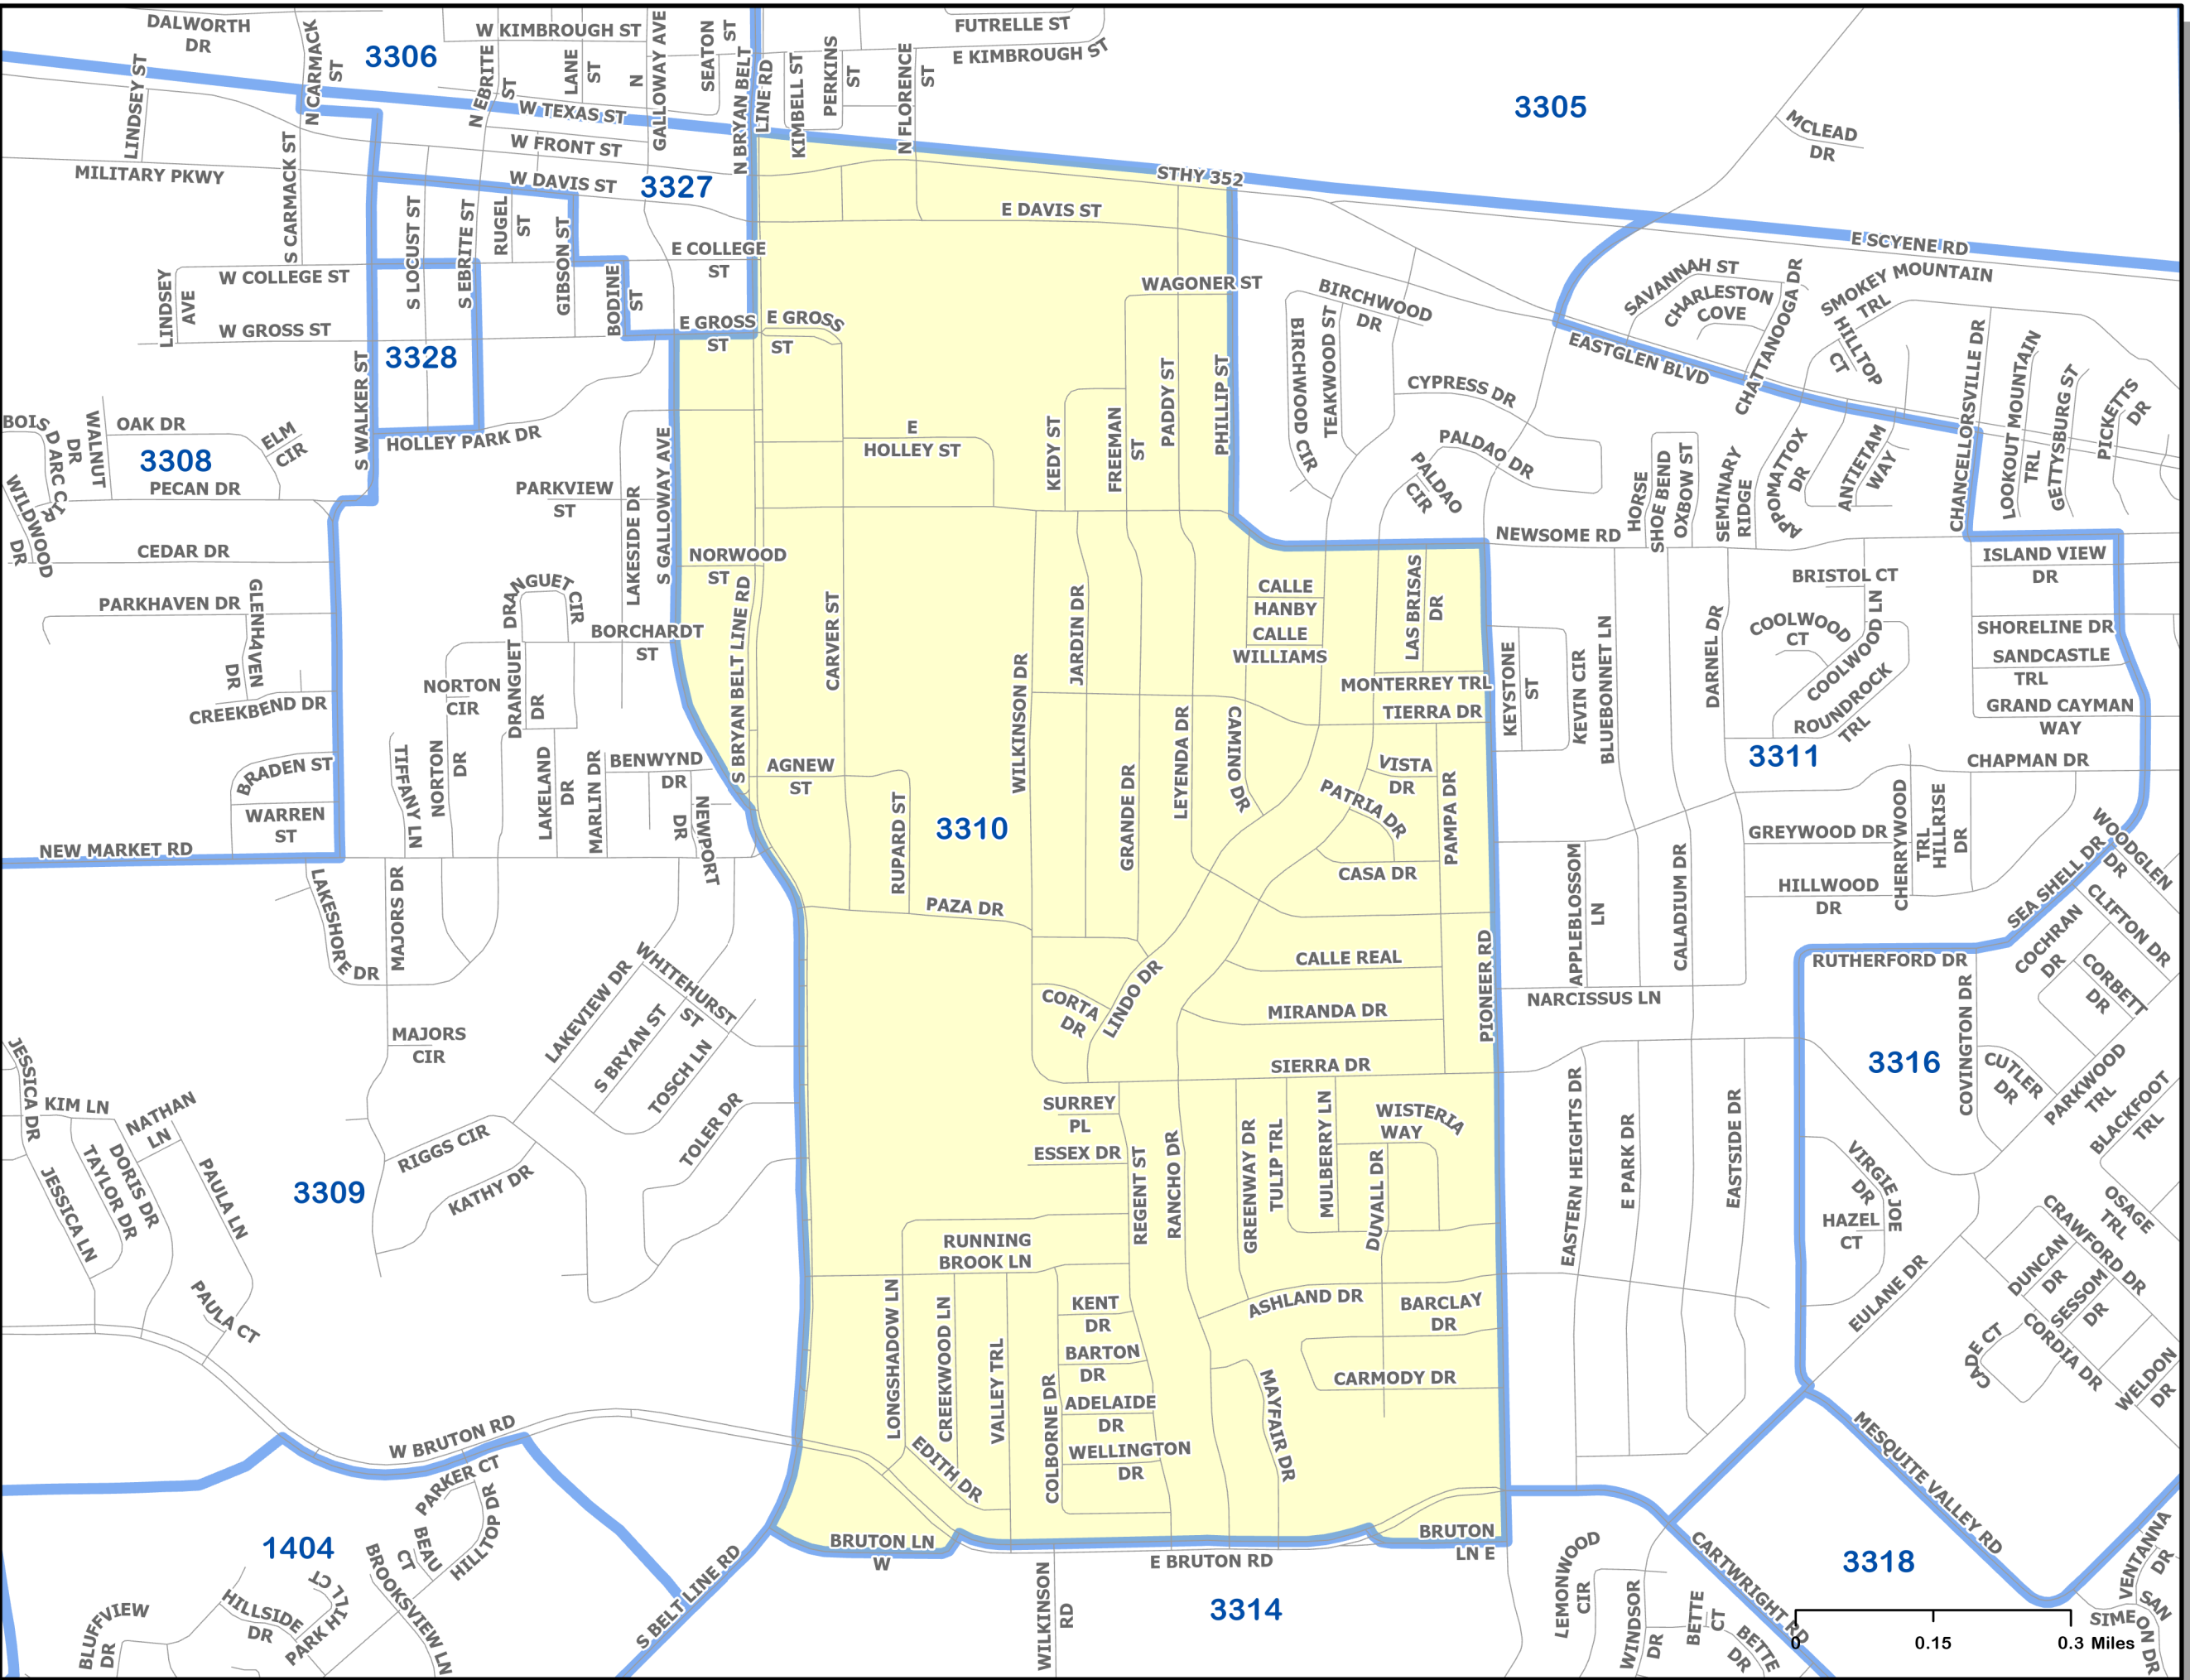 DALWORTH
DR
N CARMACK
ST
3306
W KIMBROUGH ST
N EBRITE
ST
LANE
ST
N
GALLOWAY AVE
SEATON
ST
N BRYAN BELT
LINE RD
KIMBELL ST
PERKINS
ST
N FLORENCE
ST
FUTRELLE ST
E KIMBROUGH ST
3305
MCLEAD
DR
LINDSEY ST
W TEXAS ST
W FRONT ST
MILITARY PKWY
W DAVIS ST
3327
STHY 352
E DAVIS ST
E SCYENE RD
S CARMACK ST
S LOCUST ST
S EBRITE ST
RUGEL
ST
GIBSON ST
BODINE
ST
E COLLEGE
ST
W COLLEGE ST
LINDSEY
AVE
W GROSS ST
E GROSS
ST
E GROSS
ST
WAGONER ST
BIRCHWOOD
DR
SAVANNAH ST
CHARLESTON
COVE
CHATTANOOGA DR
SMOKEY MOUNTAIN
TRL
HILLTOP
CT
EASTGLEN BLVD
3328
S WALKER ST
HOLLEY PARK DR
BOIS D ARC CIR
WALNUT
DR
OAK DR
ELM
CIR
3308
PECAN DR
WILDWOOD
DR
CEDAR DR
PARKHAVEN DR
GLENHAVEN
DR
CREEKBEND DR
BRADEN ST
WARREN
ST
NEW MARKET RD
PARKVIEW
ST
LAKESIDE DR
S GALLOWAY AVE
NORWOOD
ST
DRANGUET
CIR
BORCHARDT
ST
DRANGUET
DR
NORTON
CIR
NORTON
DR
TIFFANY LN
LAKELAND
DR
MARLIN DR
BENWYND
DR
NEWPORT
DR
S BRYAN BELT LINE RD
CARVER ST
AGNEW
ST
RUPARD ST
E
HOLLEY ST
KEDY ST
FREEMAN
ST
PADDY ST
PHILLIP ST
BIRCHWOOD CIR
TEAKWOOD ST
CYPRESS DR
PALDAO DR
PALDAO
CIR
NEWSOME RD
HORSE
SHOE BEND
OXBOW ST
SEMINARY
RIDGE
APPOMATTOX
DR
ANTIETAM
WAY
CHANCELLORSVILLE DR
LOOKOUT MOUNTAIN
TRL
GETTYSBURG ST
PICKETTS
DR
ISLAND VIEW
DR
SHORELINE DR
SANDCASTLE
TRL
GRAND CAYMAN
WAY
CHAPMAN DR
BRISTOL CT
COOLWOOD
CT
COOLWOOD LN
ROUNDROCK
TRL
3311
CALLE
HANBY
CALLE
WILLIAMS
LAS BRISAS
DR
MONTERREY TRL
TIERRA DR
KEYSTONE
ST
KEVIN CIR
BLUEBONNET LN
DARNEL DR
WILKINSON DR
JARDIN DR
GRANDE DR
LEYENDA DR
CAMINO DR
VISTA
DR
PATRIA DR
PAMPA DR
CASA DR
3310
PAZA DR
CALLE REAL
MIRANDA DR
PIONEER RD
CORTA
DR
LINDO DR
SIERRA DR
GREYWOOD DR
HILLWOOD
DR
CHERRYWOOD
TRL
HILLRISE
DR
WOODGLEN
DR
SEA SHELL DR
CLIFTON DR
COCHRAN
DR
CORBETT
DR
RUTHERFORD DR
APPLEBLOSSOM
LN
CALADIUM DR
NARCISSUS LN
3316
COVINGTON DR
CUTLER
DR
PARKWOOD
TRL
BLACKFOOT
TRL
LAKESHORE DR
MAJORS DR
MAJORS
CIR
LAKEVIEW DR
WHITEHURST
ST
S BRYAN ST
TOSCH LN
TOLER DR
JESSICA DR
KIM LN
NATHAN
LN
TAYLOR DR
DORIS DR
JESSICA LN
PAULA LN
PAULA CT
RIGGS CIR
KATHY DR
3309
SURREY
PL
ESSEX DR
REGENT ST
RANCHO DR
GREENWAY DR
TULIP TRL
MULBERRY LN
WISTERIA
WAY
DUVALL DR
RUNNING
BROOK LN
LONGSHADOW LN
CREEKWOOD LN
VALLEY TRL
COLBORNE DR
KENT
DR
BARTON
DR
ADELAIDE
DR
WELLINGTON
DR
ASHLAND DR
BARCLAY
DR
CARMODY DR
MAYFAIR DR
EDITH DR
EASTERN HEIGHTS DR
E PARK DR
EASTSIDE DR
VIRGIE JOE
DR
HAZEL
CT
EULANE DR
OSAGE
TRL
CRAWFORD DR
DUNCAN
DR
SESSOM
DR
CORDIA DR
CADE CT
WELDON
DR
W BRUTON RD
PARKER CT
BEAU
CT
HILLTOP DR
1404
BROOKSVIEW LN
HILLSIDE
DR
PARK HILL CT
BLUFFVIEW
DR
S BELT LINE RD
BRUTON LN
W
E BRUTON RD
BRUTON
LN E
WILKINSON
RD
3314
LEMONWOOD
CIR
WINDSOR
DR
BETTE
CT
BETTE
DR
CARTWRIGHT RD
MESQUITE VALLEY RD
3318
VENTANNA
DR
SAN
SIMEON DR
0
0.15
0.3 Miles